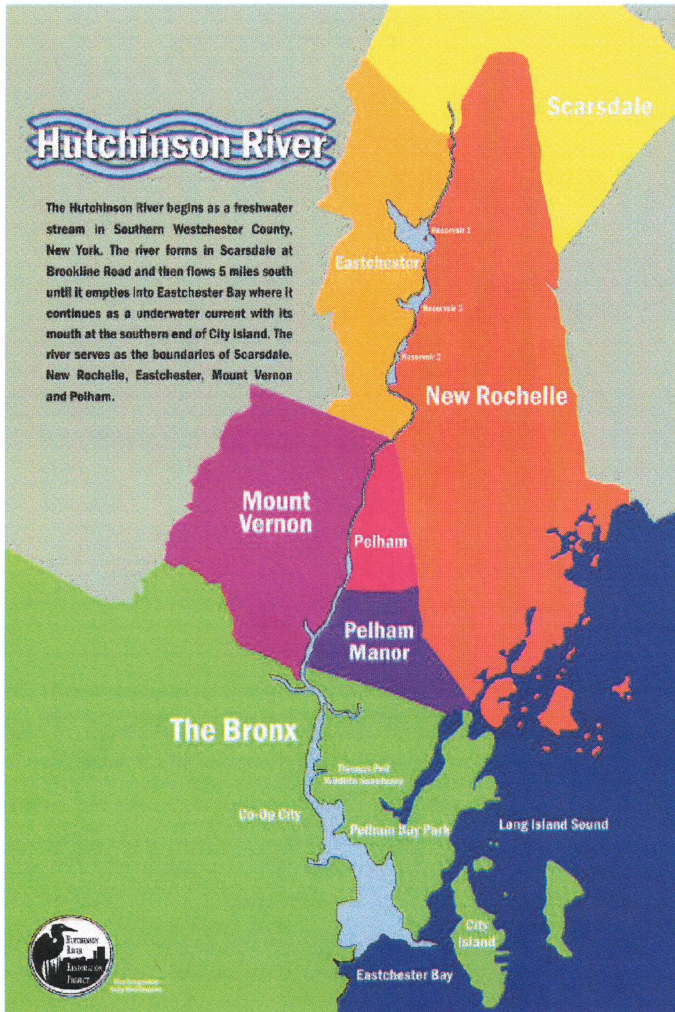 Hutchinson River
The Hutchinson River begins as a freshwater
stream in Southern Westchester County,
New York. The river forms in Scarsdale at
Brookline Road and then flows 5 miles south
until it empties into Eastchester Bay where it
continues as a underwater current with its
mouth at the southern end of City Island. The
river serves as the boundaries of Scarsdale,
New Rochelle, Eastchester, Mount Vernon
and Pelham.
Scarsdale
Reservoir 1
Eastchester
Reservoir 3
Reservoir 2
New Rochelle
Mount
Vernon
Pelham
Pelham
Manor
The Bronx
Thomas Pell
Wildlife Sanctuary
Co-Op City
Pelham Bay Park
Long Island Sound
City
Island
Eastchester Bay
HUTCHINSON
RIVER
RESTORATION
PROJECT